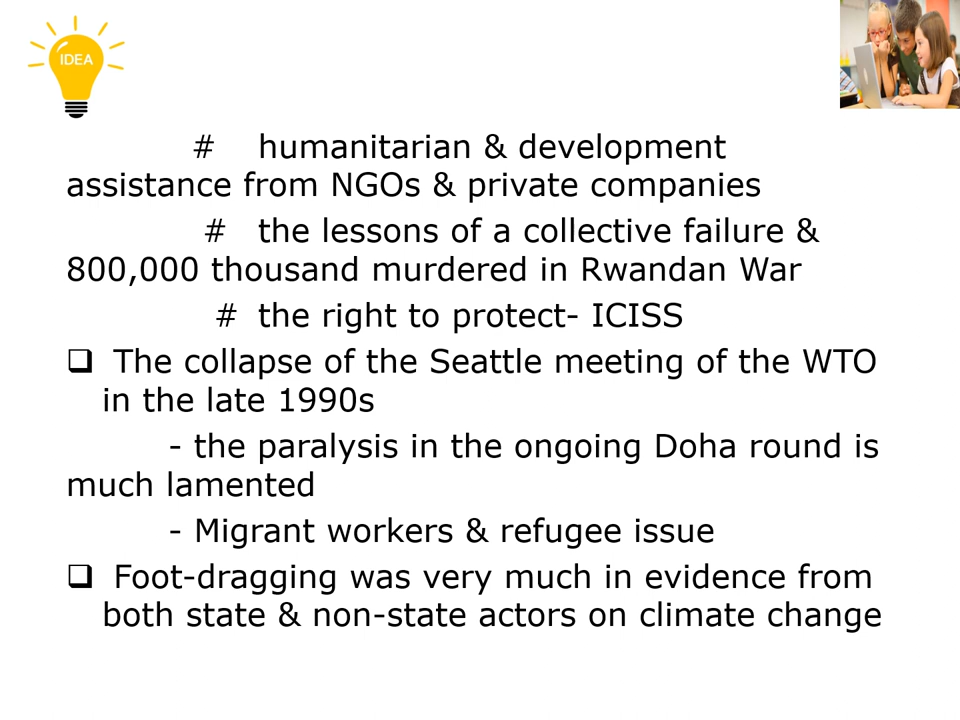 IDEA
# humanitarian & development
assistance from NGOs & private companies
# the lessons of a collective failure &
800,000 thousand murdered in Rwandan War
# the right to protect- ICISS
❑ The collapse of the Seattle meeting of the WTO
in the late 1990s
- the paralysis in the ongoing Doha round is
much lamented
- Migrant workers & refugee issue
❑ Foot-dragging was very much in evidence from
both state & non-state actors on climate change